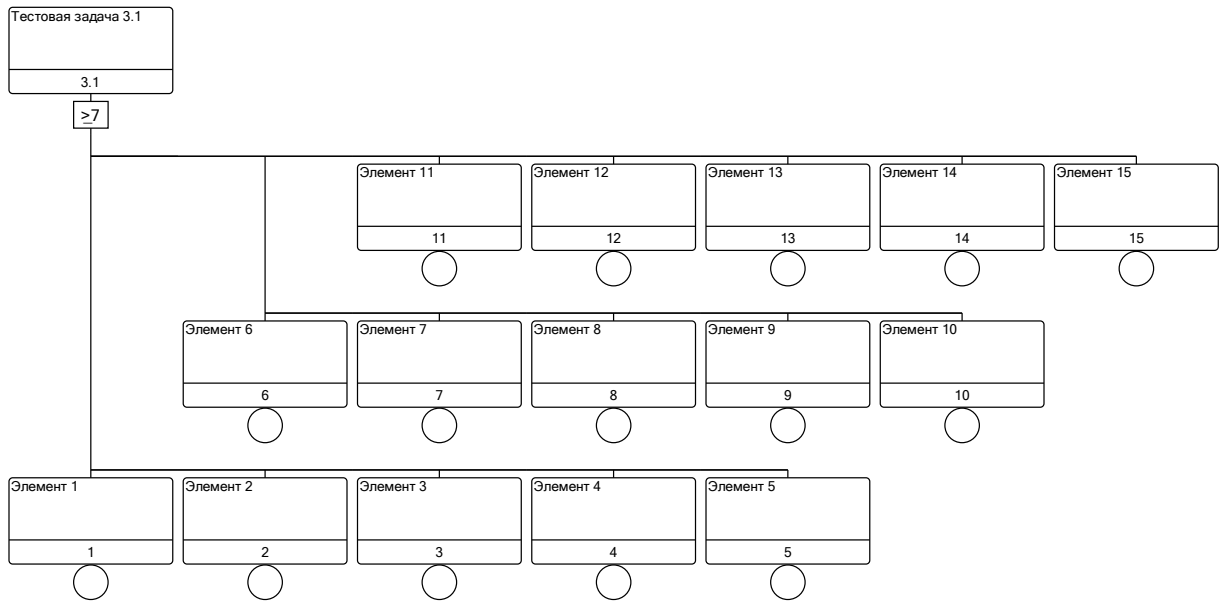 Тестовая задача 3.1
3.1
≥7
Элемент 11
Элемент 12
Элемент 13
Элемент 14
Элемент 15
11
12
13
14
15
Элемент 6
Элемент 7
Элемент 8
Элемент 9
Элемент 10
6
7
8
9
10
Элемент 1
Элемент 2
Элемент 3
Элемент 4
Элемент 5
1
2
3
4
5